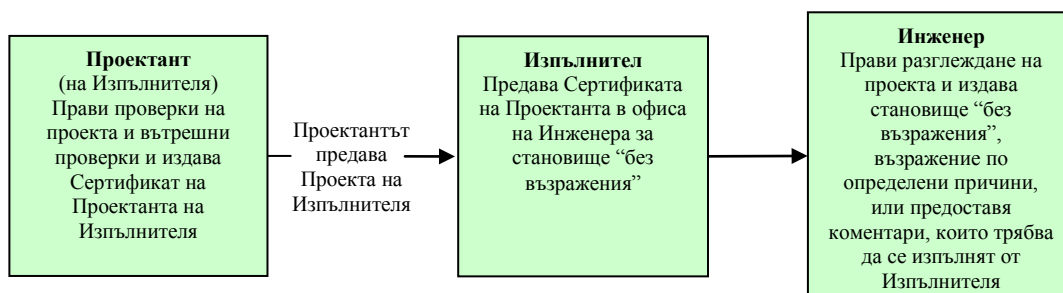 Проектант
(на Изпълнителя)
Прави проверки на
проекта и вътрешни
проверки и издава
Сертификат на
Проектанта на
Изпълнителя
Проектантът
предава
Проекта на
Изпълнителя
Изпълнител
Предава Сертификата
на Проектанта в офиса
на Инженера за
становище “без
възражения”
Инженер
Прави разглеждане на
проекта и издава
становище “без
възражения”,
възражение по
определени причини,
или предоставя
коментари, които трябва
да се изпълнят от
Изпълнителя